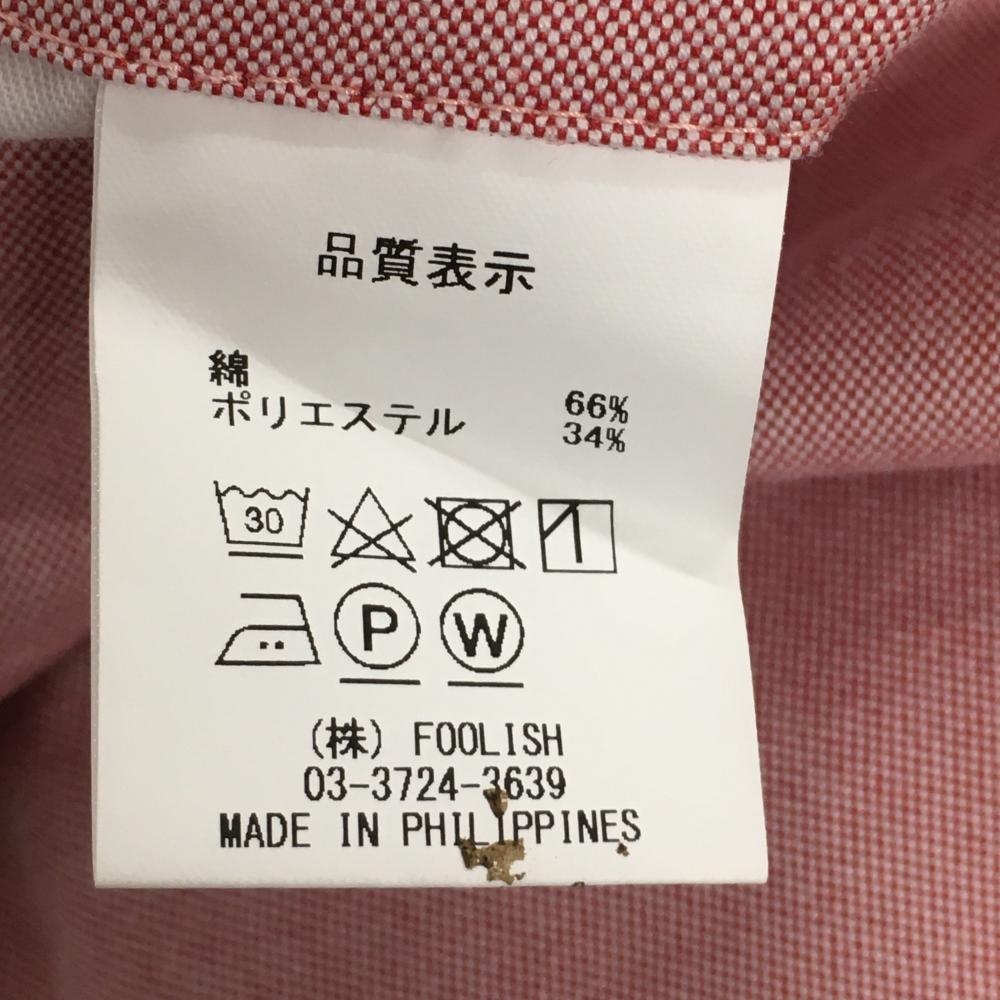 品質表示
綿 66%
ポリエステル 34%
30
P W
(株) FOOLISH
03-3724-3639
MADE IN PHILIPPINES